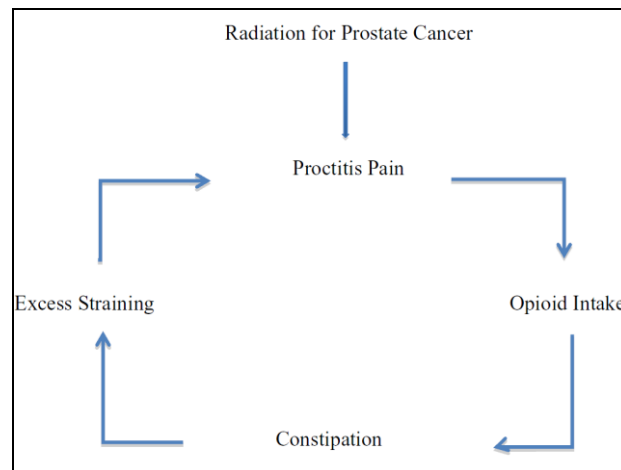 Radiation for Prostate Cancer
Proctitis Pain
Excess Straining
Opioid Intake
Constipation